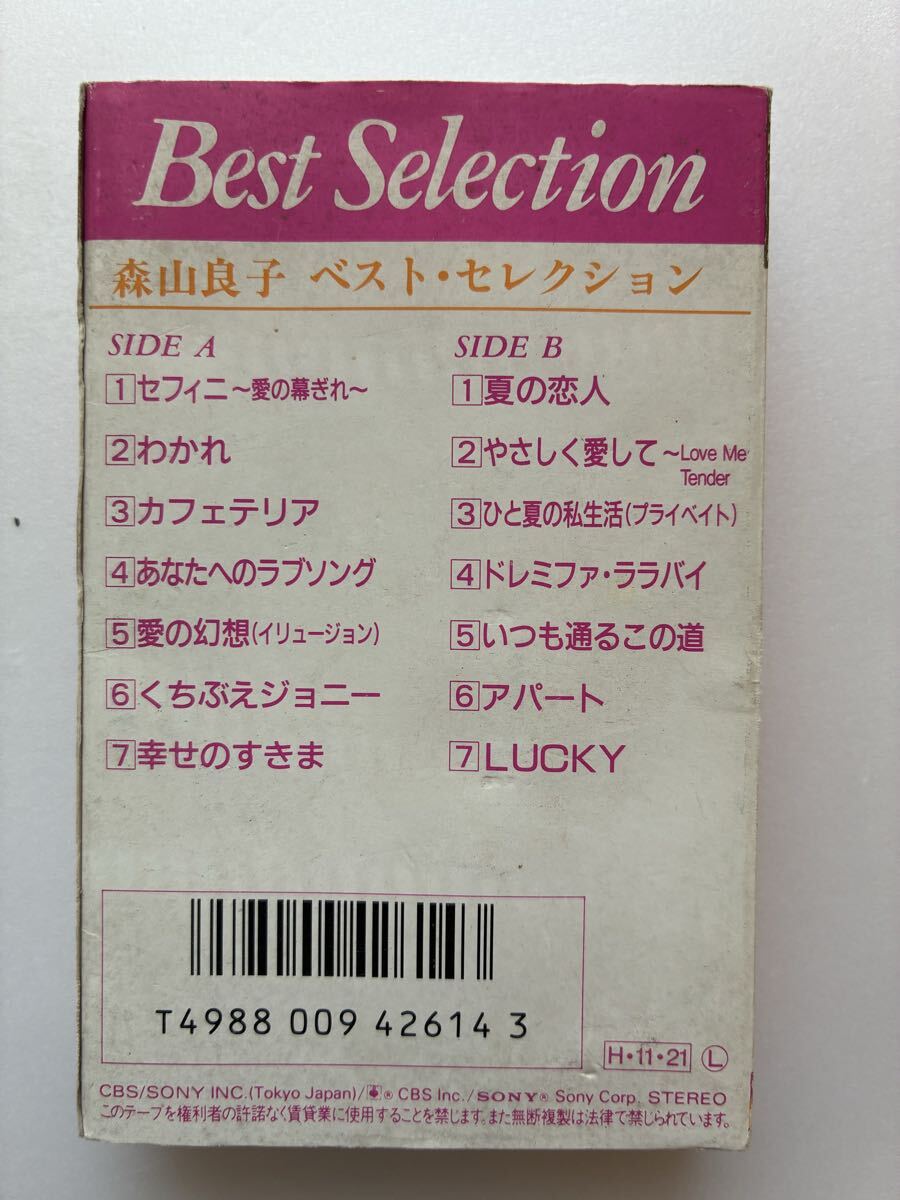 Best Selection
森山良子 ベスト・セレクション
SIDE A
1 セフィニ～愛の幕ぎれ～
2 わかれ
3 カフェテリア
4 あなたへのラブソング
5 愛の幻想(イリュージョン)
6 くちぶえジョニー
7 幸せのすきま
SIDE B
1 夏の恋人
2 やさしく愛して～Love Me
Tender
3 ひと夏の私生活(プライベイト)
4 ドレミファ・ララバイ
5 いつも通るこの道
6 アパート
7 LUCKY
T4988 009 42614 3
H・11・21 Ⓛ
CBS/SONY INC.(Tokyo Japan)/® CBS Inc./SONY® Sony Corp. STEREO
このテープを権利者の許諾なく賃貸業に使用することを禁じます。また無断複製は法律で禁じられています。